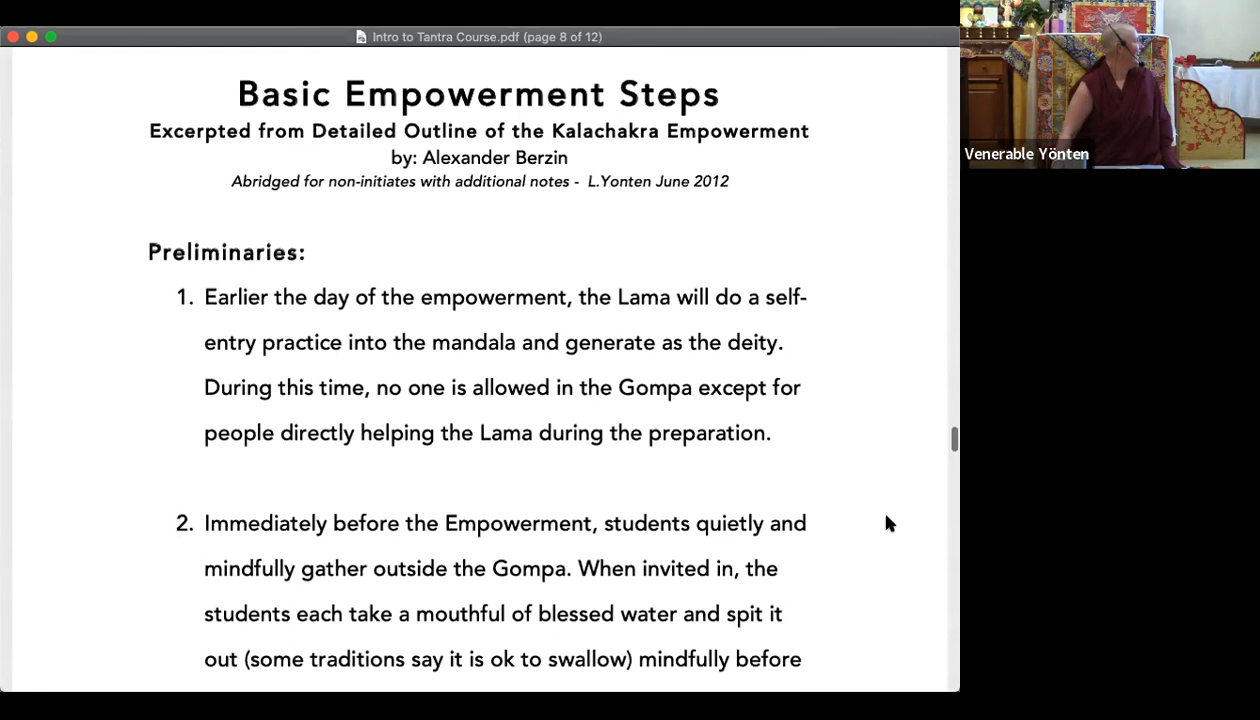 Intro to Tantra Course.pdf (page 8 of 12)
Basic Empowerment Steps
Excerpted from Detailed Outline of the Kalachakra Empowerment
by: Alexander Berzin
Abridged for non-initiates with additional notes - L.Yonten June 2012
Preliminaries:
1. Earlier the day of the empowerment, the Lama will do a self-
entry practice into the mandala and generate as the deity.
During this time, no one is allowed in the Gompa except for
people directly helping the Lama during the preparation.
2. Immediately before the Empowerment, students quietly and
mindfully gather outside the Gompa. When invited in, the
students each take a mouthful of blessed water and spit it
out (some traditions say it is ok to swallow) mindfully before
Venerable Yönten